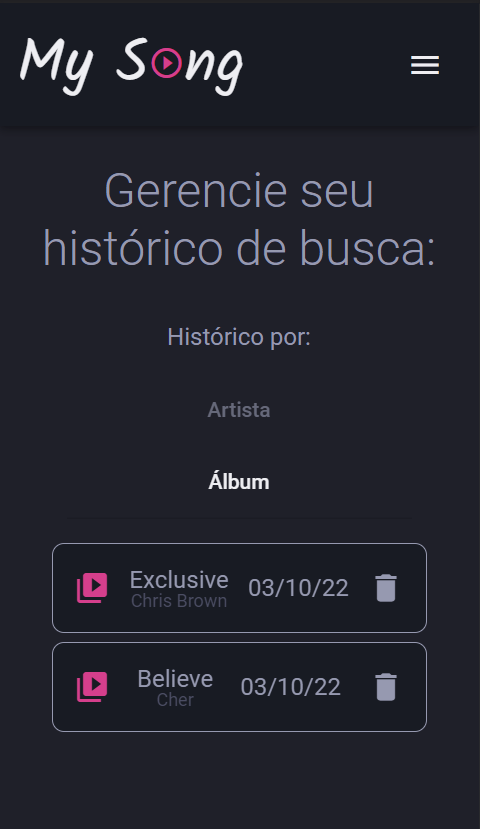 My Song
Gerencie seu
histórico de busca:
Histórico por:
Artista
Álbum
Exclusive
Chris Brown
03/10/22
Believe
Cher
03/10/22